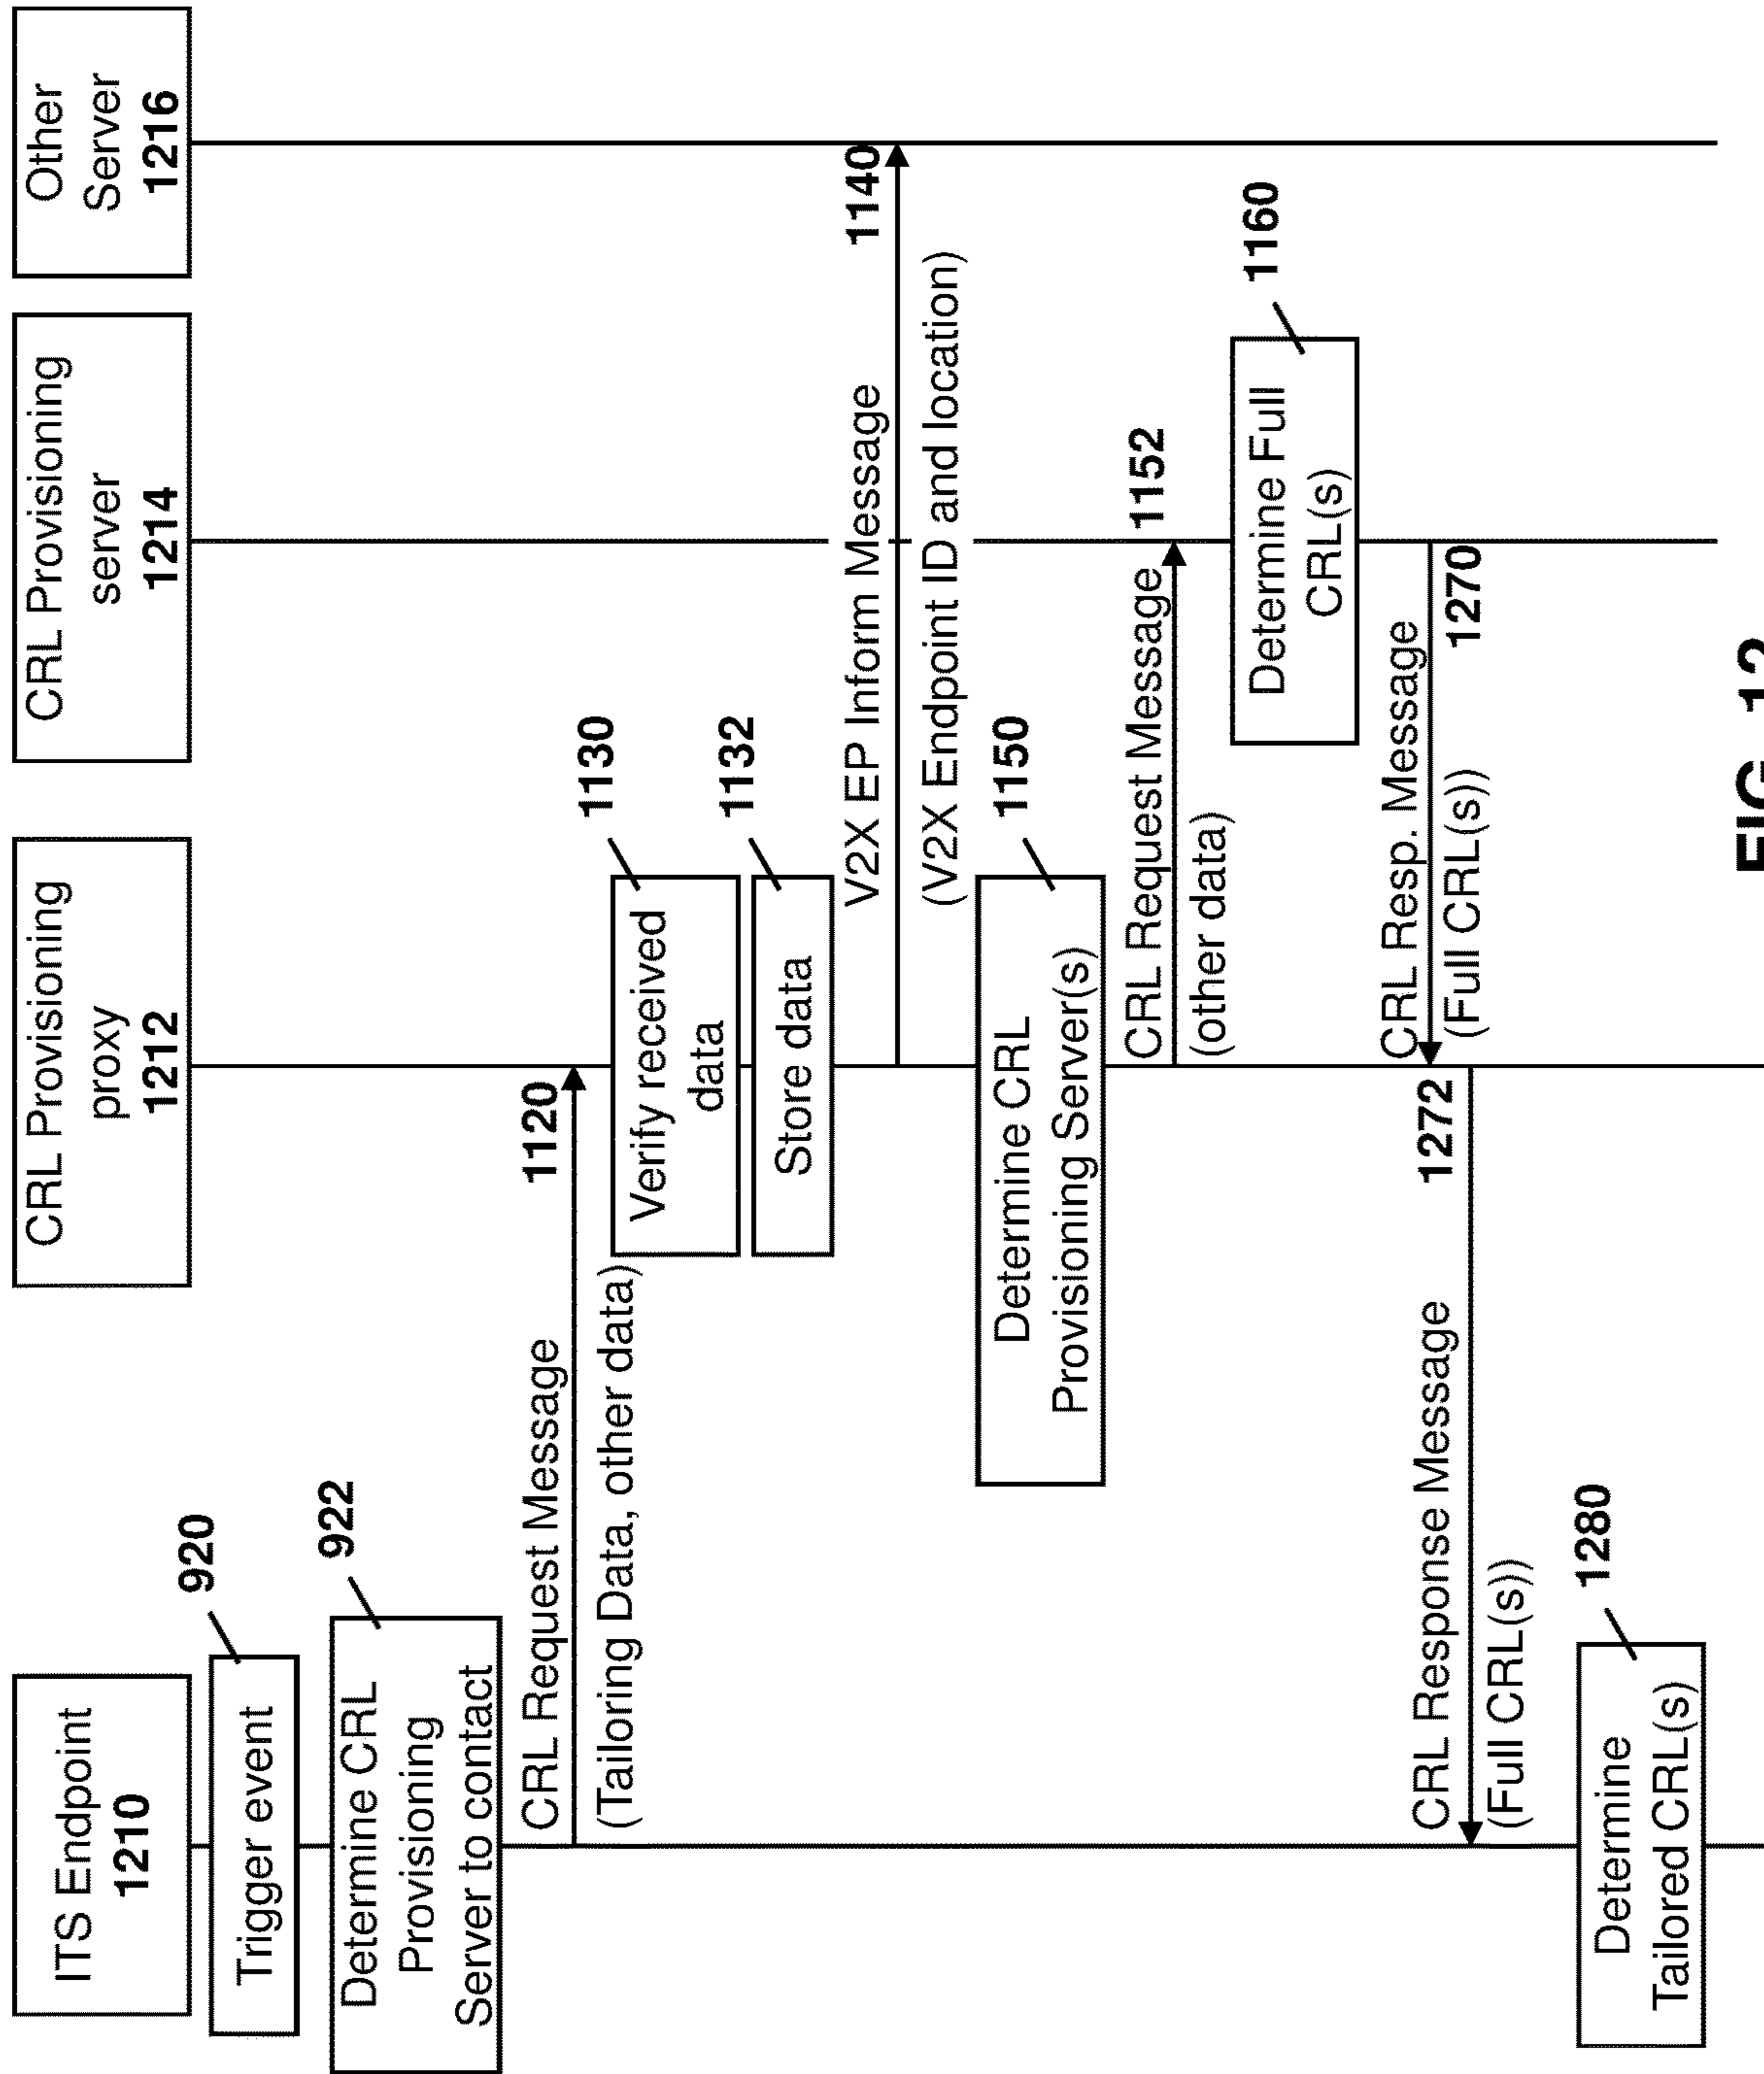 ITS Endpoint
1210
CRL Provisioning
proxy
1212
CRL Provisioning
server
1214
Other
Server
1216
Trigger event
920
Determine CRL
Provisioning
Server to contact
922
CRL Request Message
1120
(Tailoring Data, other data)
Verify received
data
1130
Store data
1132
V2X EP Inform Message
1140
(V2X Endpoint ID and location)
Determine CRL
Provisioning Server(s)
1150
CRL Request Message
1152
(other data)
Determine Full
CRL(s)
1160
CRL Resp. Message
1270
(Full CRL(s))
CRL Response Message
1272
(Full CRL(s))
Determine
Tailored CRL(s)
1280
FIG. 12